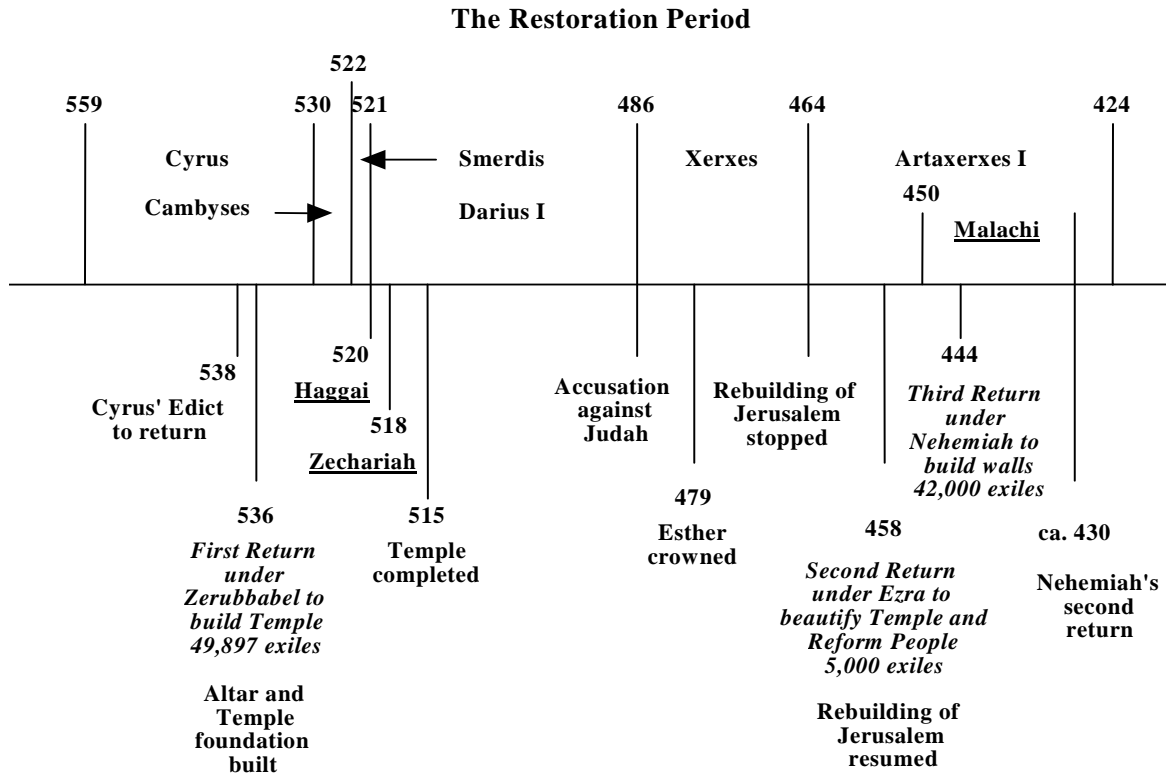 The Restoration Period
522
559
530
521
486
464
424
Cyrus
Smerdis
Xerxes
Artaxerxes I
Cambyses
Darius I
450
Malachi
538
Cyrus' Edict
to return
520
Haggai
518
Zechariah
536
First Return
under
Zerubbabel to
build Temple
49,897 exiles
Altar and
Temple
foundation
built
515
Temple
completed
Accusation
against
Judah
479
Esther
crowned
Rebuilding of
Jerusalem
stopped
458
Second Return
under Ezra to
beautify Temple and
Reform People
5,000 exiles
Rebuilding of
Jerusalem
resumed
444
Third Return
under
Nehemiah to
build walls
42,000 exiles
ca. 430
Nehemiah's
second
return